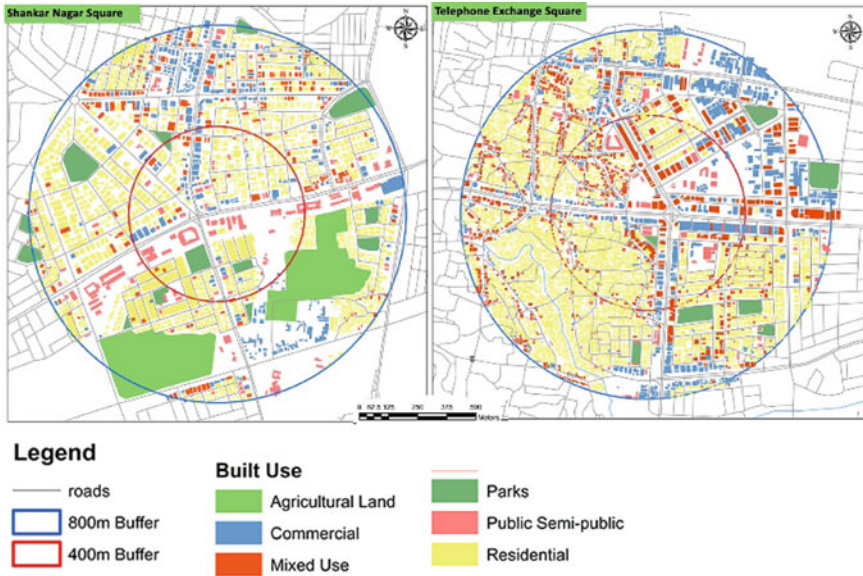 Shankar Nagar Square
Telephone Exchange Square
N
W
S
N
S
0 62.5 125 250 375 500
Meters
Legend
roads
800m Buffer
400m Buffer
Built Use
Agricultural Land
Commercial
Mixed Use
Parks
Public Semi-public
Residential